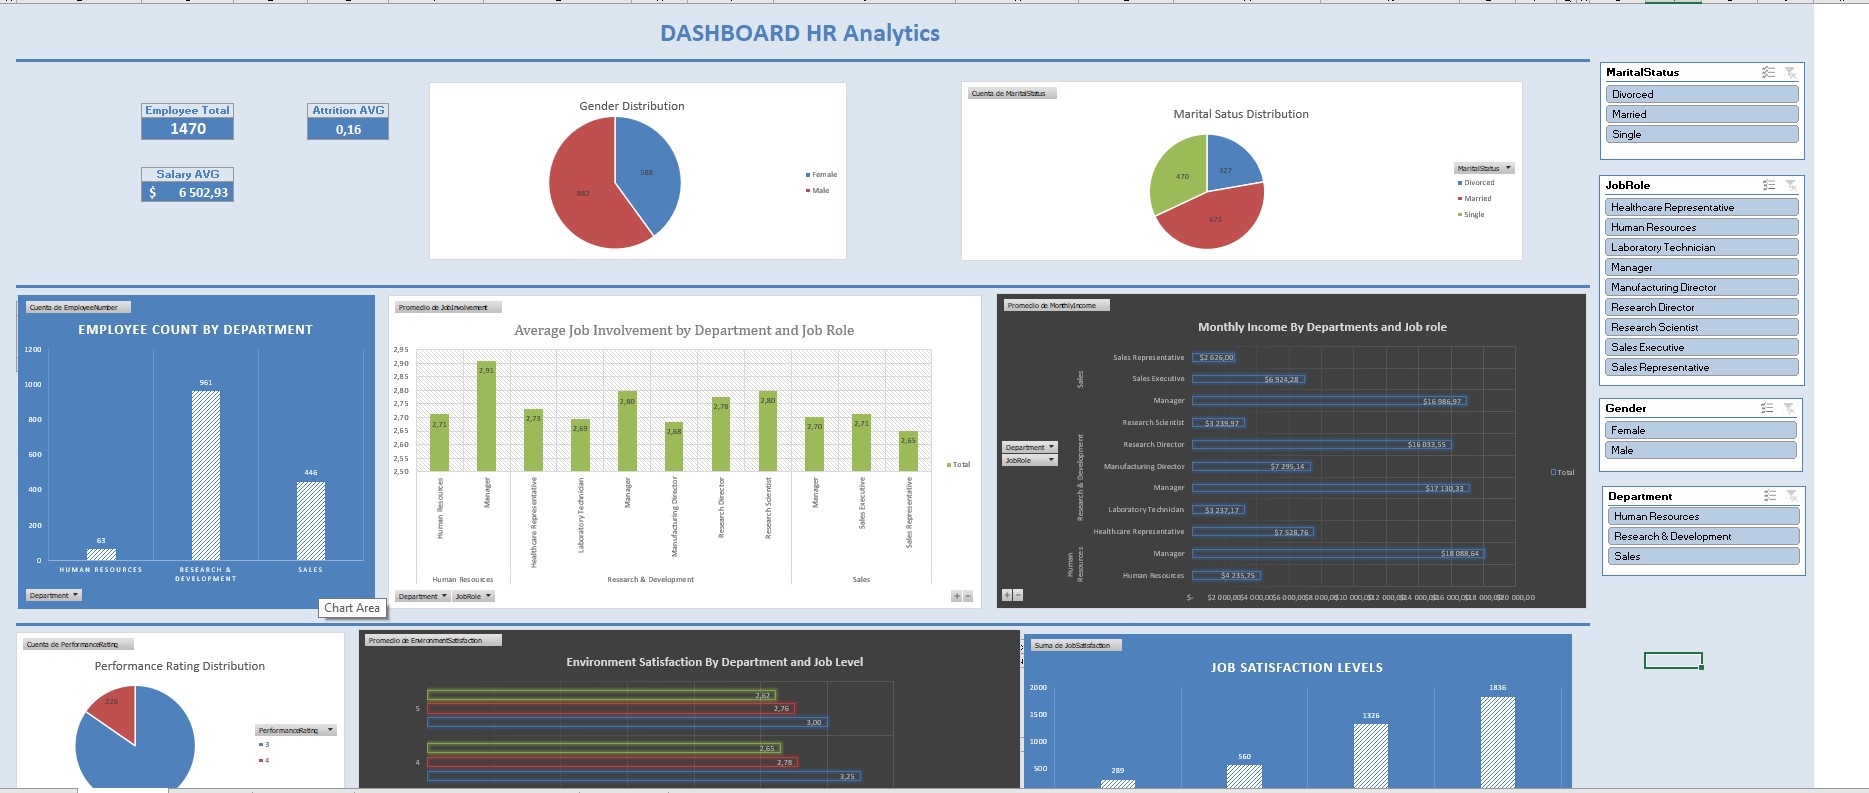 DASHBOARD HR Analytics
Employee Total
1470
Attrition AVG
0,16
Salary AVG
$ 6 502,93
Gender Distribution
588
882
Female
Male
Cuenta de MaritalStatus
Marital Satus Distribution
327
470
673
MaritalStatus
Divorced
Married
Single
MaritalStatus
Divorced
Married
Single
JobRole
Healthcare Representative
Human Resources
Laboratory Technician
Manager
Manufacturing Director
Research Director
Research Scientist
Sales Executive
Sales Representative
Gender
Female
Male
Department
Human Resources
Research & Development
Sales
Cuenta de EmployeeNumber
EMPLOYEE COUNT BY DEPARTMENT
1200
1000
800
600
400
200
0
63
961
446
HUMAN RESOURCES
RESEARCH & DEVELOPMENT
SALES
Department
Chart Area
Promedio de JobInvolvement
Average Job Involvement by Department and Job Role
2,95
2,90
2,85
2,80
2,75
2,70
2,65
2,60
2,55
2,50
2,71
2,91
2,73
2,69
2,80
2,68
2,78
2,80
2,70
2,71
2,65
Total
Human Resources
Manager
Healthcare Representative
Laboratory Technician
Manager
Manufacturing Director
Research Director
Research Scientist
Manager
Sales Executive
Sales Representative
Human Resources
Research & Development
Sales
Department
JobRole
Promedio de MonthlyIncome
Monthly Income By Departments and Job role
Sales
Sales Representative $2 626,00
Sales Executive $6 924,28
Manager $16 986,97
Research & Development
Research Scientist $3 239,97
Research Director $16 033,55
Manufacturing Director $7 295,14
Manager $17 130,33
Laboratory Technician $3 237,17
Healthcare Representative $7 528,76
Human Resources
Manager $18 088,64
Human Resources $4 235,75
Department
JobRole
Total
$- $2 000,00 $4 000,00 $6 000,00 $8 000,00 $10 000,00 $12 000,00 $14 000,00 $16 000,00 $18 000,00 $20 000,00
Cuenta de PerformanceRating
Performance Rating Distribution
226
PerformanceRating
3
4
Promedio de EnvironmentSatisfaction
Environment Satisfaction By Department and Job Level
5
2,62
2,76
3,00
4
2,65
2,78
3,25
Suma de JobSatisfaction
JOB SATISFACTION LEVELS
2000
1500
1000
500
289
560
1326
1836